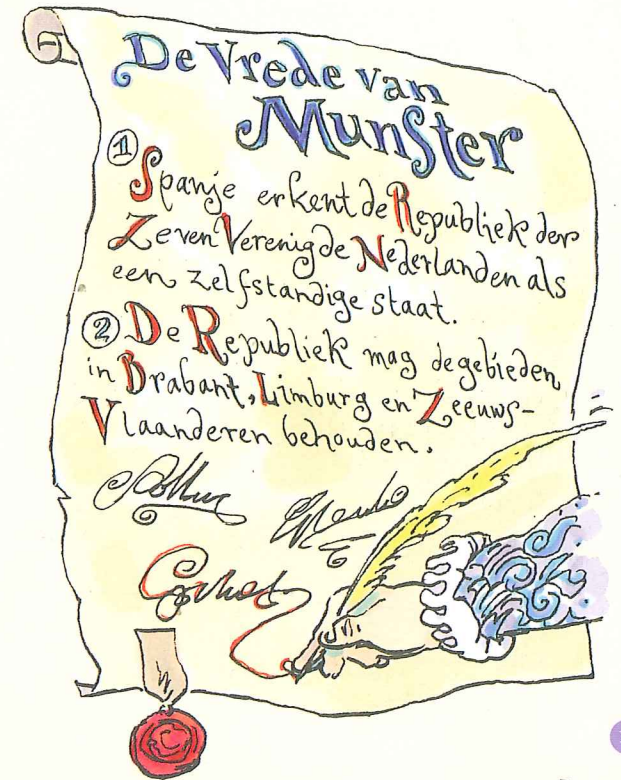 De Vrede van
Munster
1 Spanje erkent de Republiek der
Zeven Verenigde Nederlanden als
een zelfstandige staat.
2 De Republiek mag de gebieden
in Brabant, Limburg en Zeeuws-
Vlaanderen behouden.